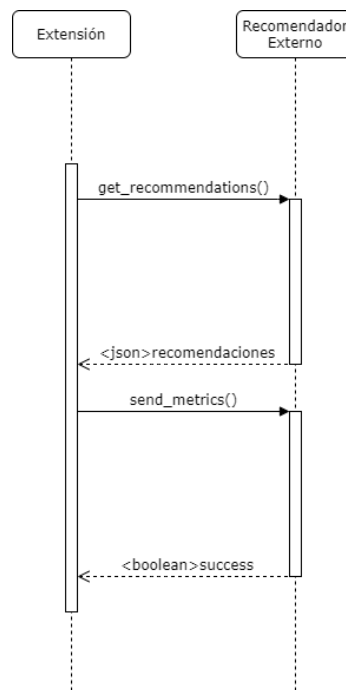 Extensión
Recomendador
Externo
get_recommendations()
<json>recomendaciones
send_metrics()
<boolean>success